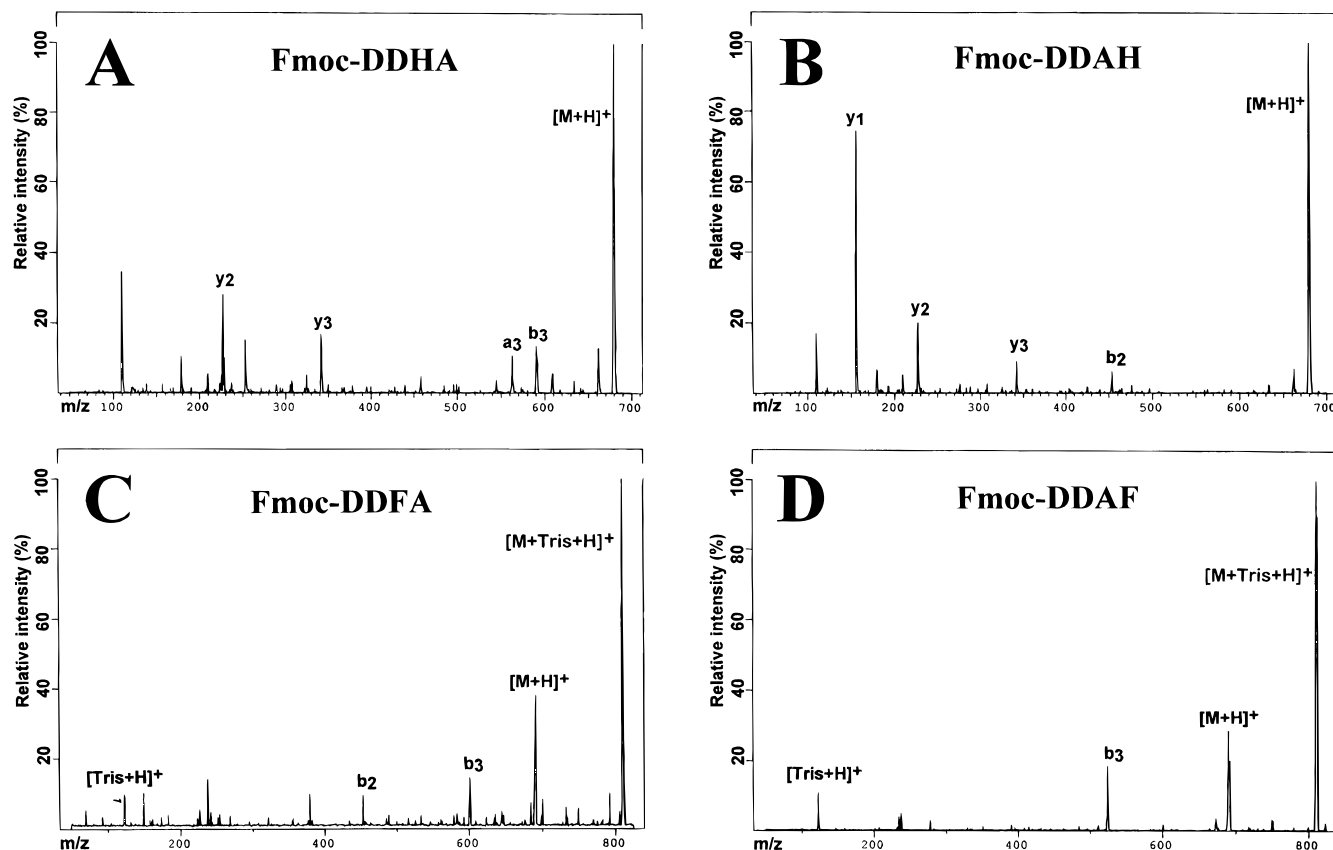 A
Fmoc-DDHA
Relative intensity (%)
100
80
60
40
20
[M+H]+
y2
y3
a3
b3
m/z
100
200
300
400
500
600
700
B
Fmoc-DDAH
Relative intensity (%)
100
80
60
40
20
[M+H]+
y1
y2
y3
b2
m/z
100
200
300
400
500
600
700
C
Fmoc-DDFA
Relative intensity (%)
100
80
60
40
20
[M+Tris+H]+
[M+H]+
[Tris+H]+
b2
b3
m/z
200
400
600
800
D
Fmoc-DDAF
Relative intensity (%)
100
80
60
40
20
[M+Tris+H]+
[M+H]+
b3
[Tris+H]+
m/z
200
400
600
800